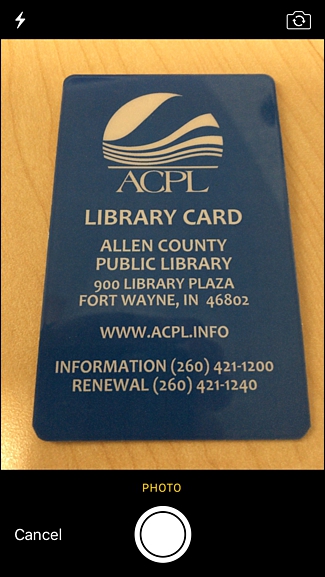 ACPL
LIBRARY CARD
ALLEN COUNTY
PUBLIC LIBRARY
900 LIBRARY PLAZA
FORT WAYNE, IN 46802
WWW.ACPL.INFO
INFORMATION (260) 421-1200
RENEWAL (260) 421-1240
PHOTO
Cancel